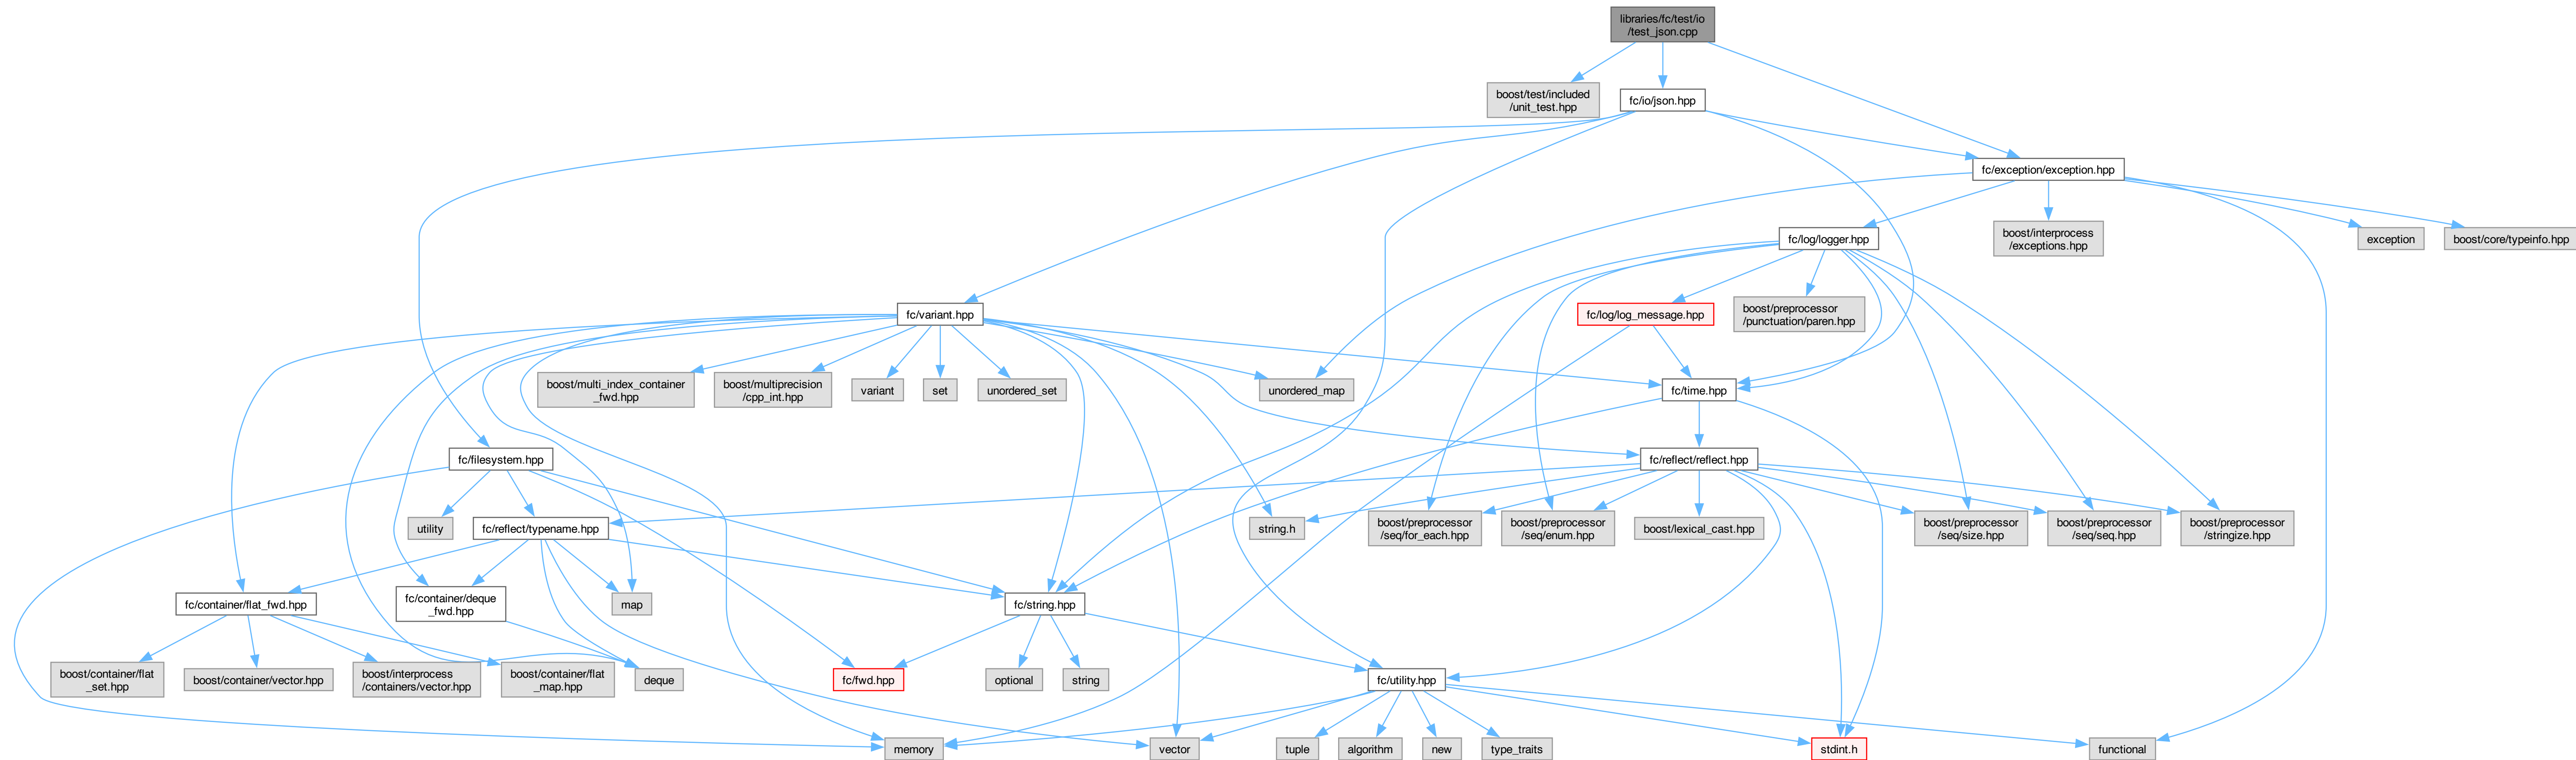 libraries/fc/test/io
/test_json.cpp
boost/test/included
/unit_test.hpp
fc/io/json.hpp
fc/exception/exception.hpp
fc/log/logger.hpp
boost/interprocess
/exceptions.hpp
exception
boost/core/typeinfo.hpp
fc/variant.hpp
fc/log/log_message.hpp
boost/preprocessor
/punctuation/paren.hpp
boost/multi_index_container
_fwd.hpp
boost/multiprecision
/cpp_int.hpp
variant
set
unordered_set
unordered_map
fc/time.hpp
fc/filesystem.hpp
fc/reflect/reflect.hpp
utility
fc/reflect/typename.hpp
string.h
boost/preprocessor
/seq/for_each.hpp
boost/preprocessor
/seq/enum.hpp
boost/lexical_cast.hpp
boost/preprocessor
/seq/size.hpp
boost/preprocessor
/seq/seq.hpp
boost/preprocessor
/stringize.hpp
fc/container/flat_fwd.hpp
fc/container/deque
_fwd.hpp
map
fc/string.hpp
boost/container/flat
_set.hpp
boost/container/vector.hpp
boost/interprocess
/containers/vector.hpp
boost/container/flat
_map.hpp
deque
fc/fwd.hpp
optional
string
fc/utility.hpp
memory
vector
tuple
algorithm
new
type_traits
stdint.h
functional